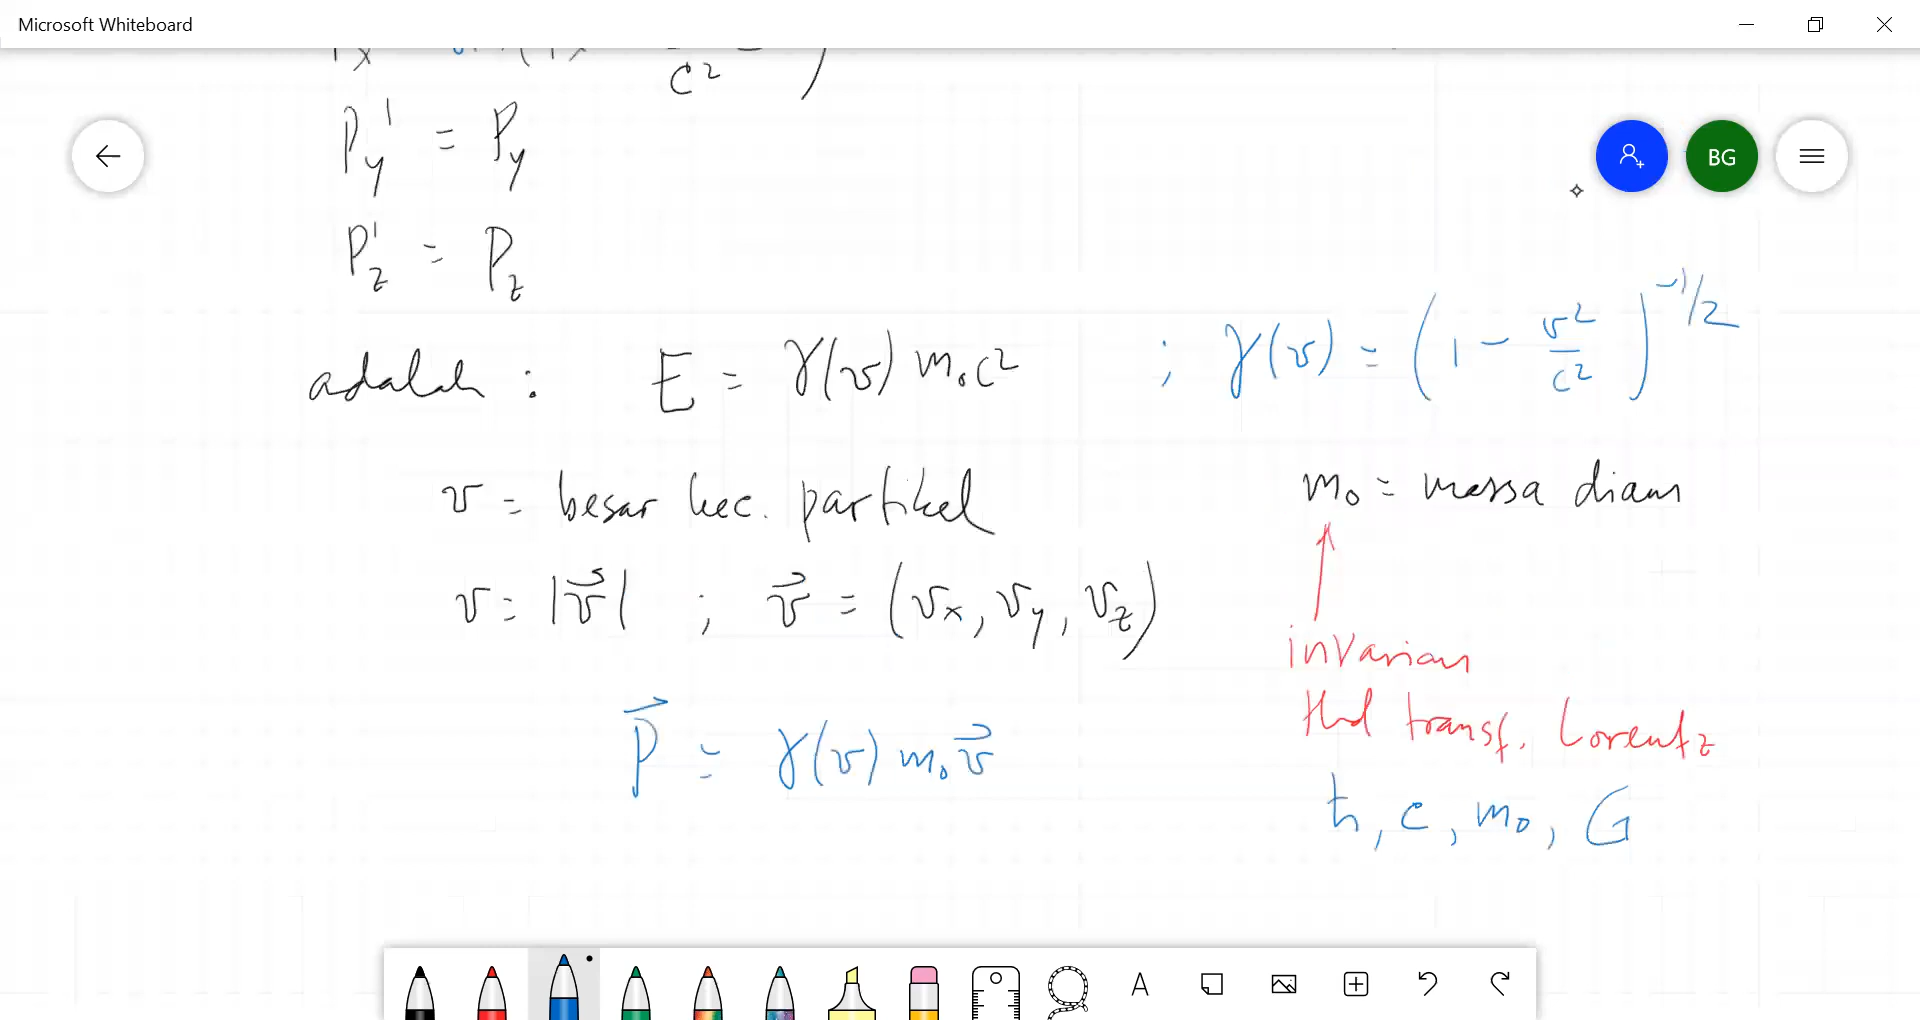 Microsoft Whiteboard
c²
P'y = Py
BG
P'z = Pz
adalah : E = γ(v) m₀c² ; γ(v) = (1 - v²/c²)^-1/2
v = besar kec. partikel
m₀ = massa diam
v = |v⃗| ; v⃗ = (vx, vy, vz)
invarian
thd transf. Lorentz
P⃗ = γ(v) m₀v⃗
ħ, c, m₀, G
A